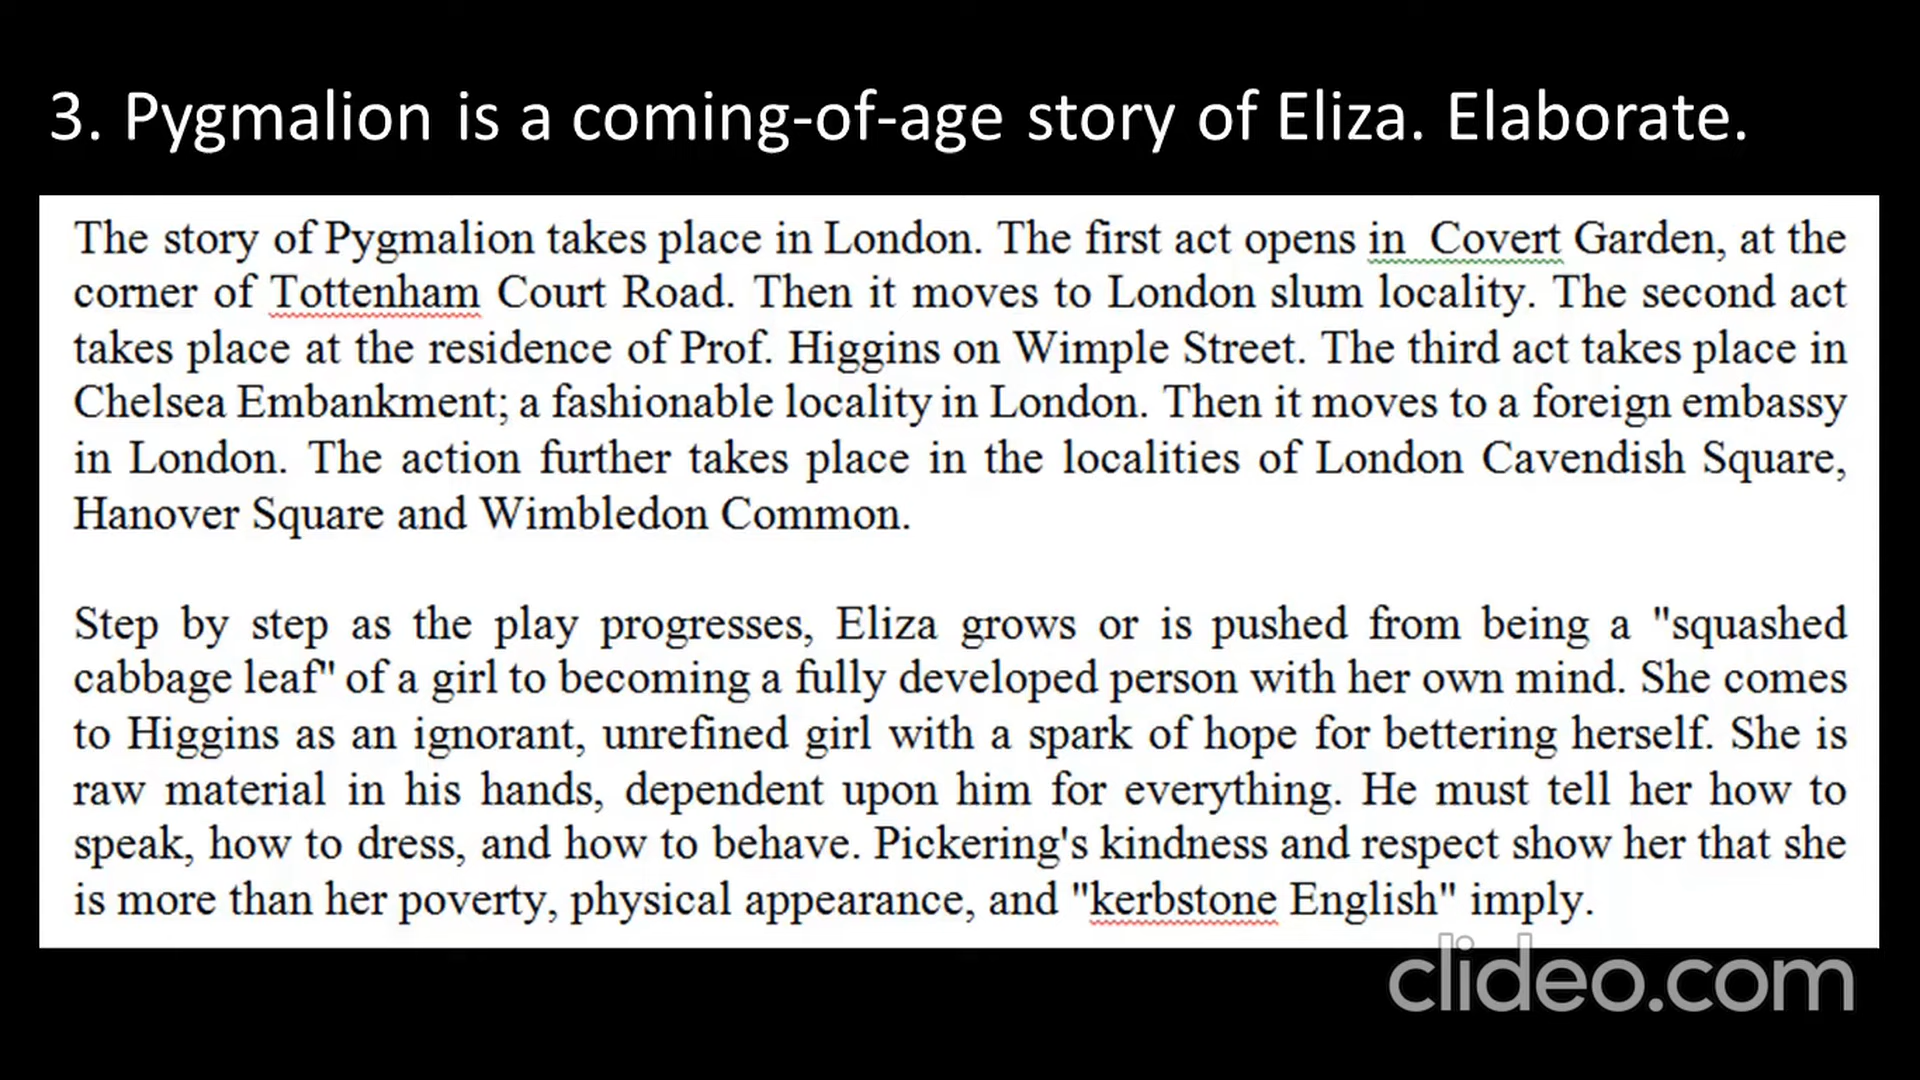 3. Pygmalion is a coming-of-age story of Eliza. Elaborate.
The story of Pygmalion takes place in London. The first act opens in Covert Garden, at the
corner of Tottenham Court Road. Then it moves to London slum locality. The second act
takes place at the residence of Prof. Higgins on Wimple Street. The third act takes place in
Chelsea Embankment; a fashionable locality in London. Then it moves to a foreign embassy
in London. The action further takes place in the localities of London Cavendish Square,
Hanover Square and Wimbledon Common.
Step by step as the play progresses, Eliza grows or is pushed from being a "squashed
cabbage leaf" of a girl to becoming a fully developed person with her own mind. She comes
to Higgins as an ignorant, unrefined girl with a spark of hope for bettering herself. She is
raw material in his hands, dependent upon him for everything. He must tell her how to
speak, how to dress, and how to behave. Pickering's kindness and respect show her that she
is more than her poverty, physical appearance, and "kerbstone English" imply.
clideo.com